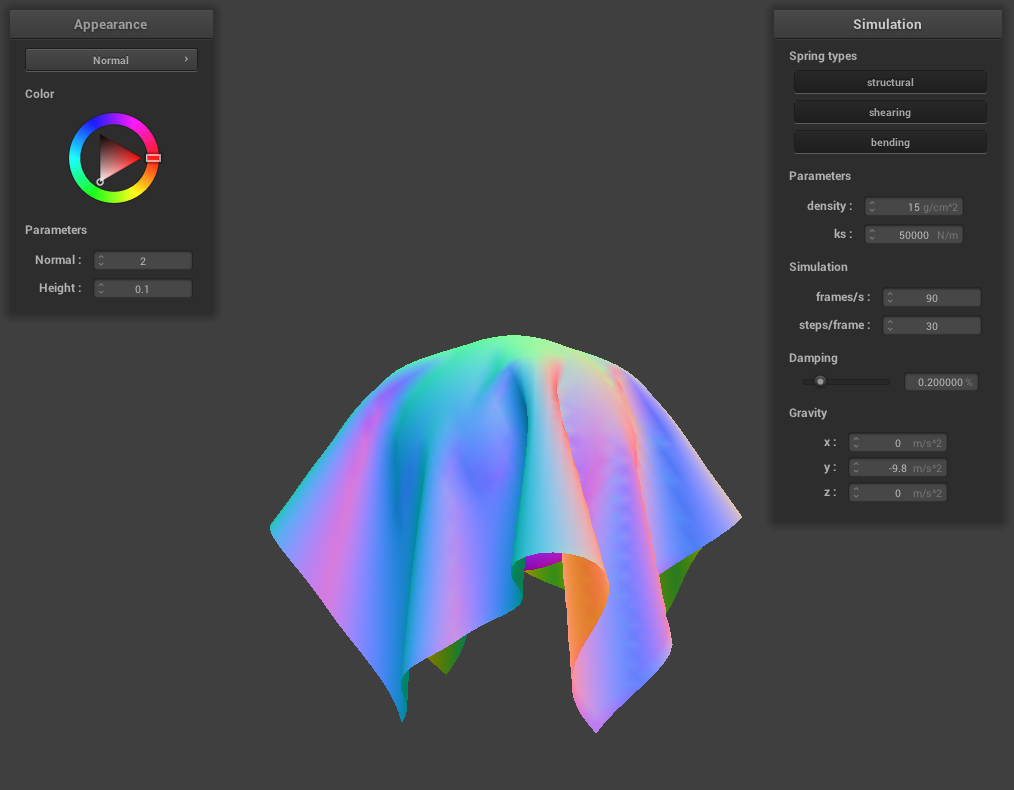 Appearance
Normal
Color
Parameters
Normal : 2
Height : 0.1
Simulation
Spring types
structural
shearing
bending
Parameters
density : 15 g/cm^2
ks : 50000 N/m
Simulation
frames/s : 90
steps/frame : 30
Damping
0.200000 %
Gravity
x : 0 m/s^2
y : -9.8 m/s^2
z : 0 m/s^2